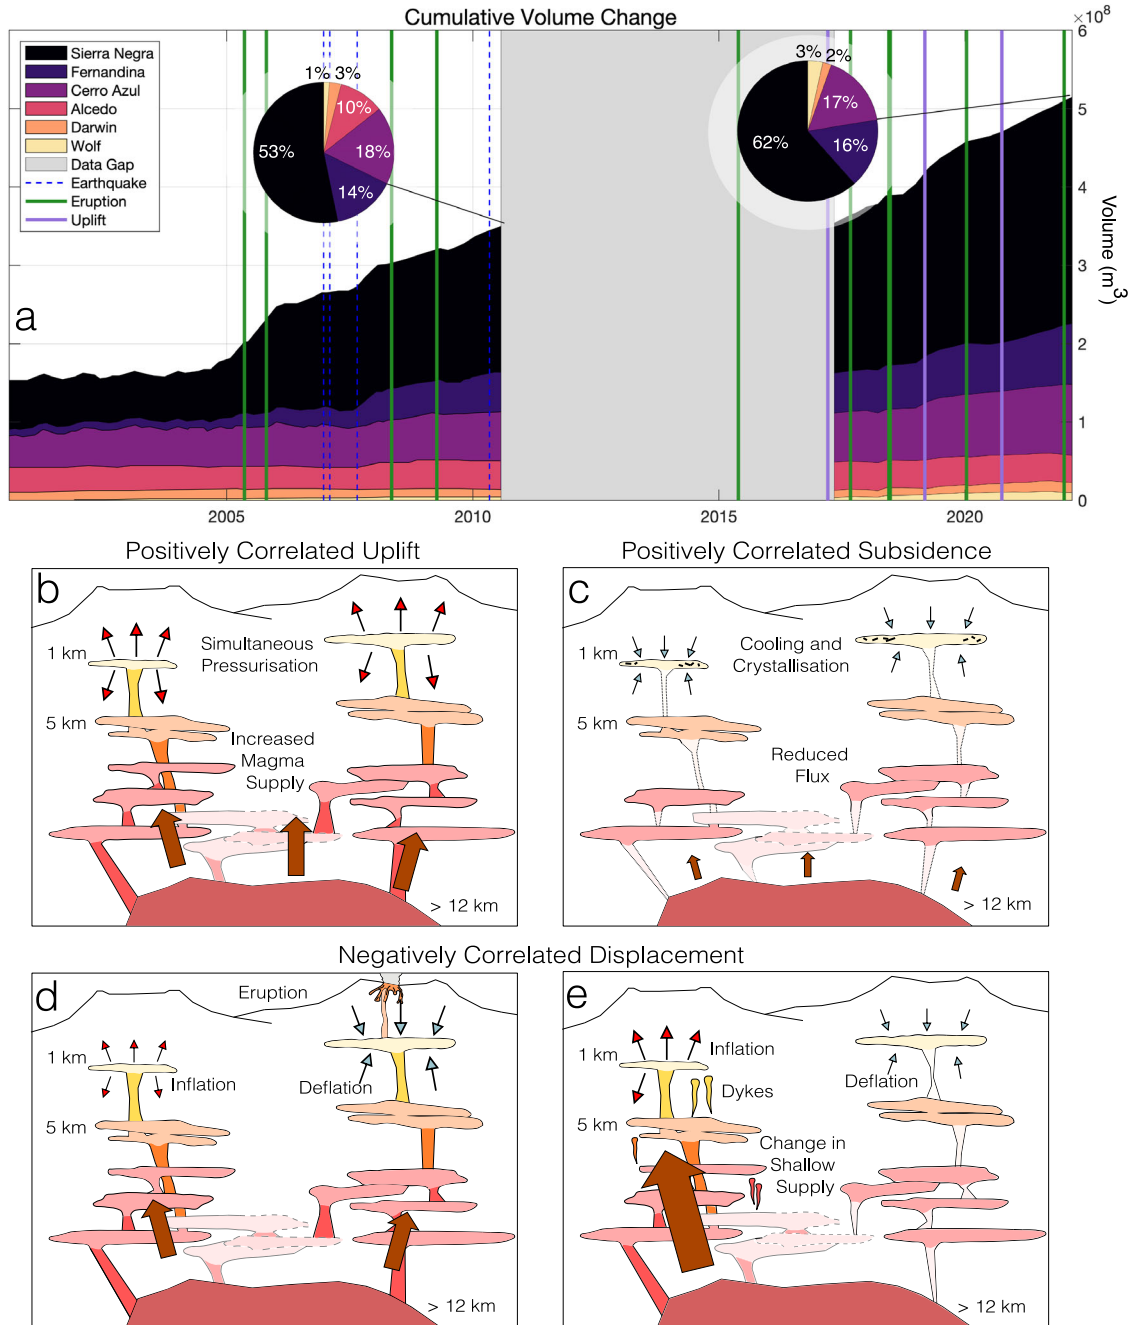 Cumulative Volume Change
×10⁸
Sierra Negra
Fernandina
Cerro Azul
Alcedo
Darwin
Wolf
Data Gap
Earthquake
Eruption
Uplift
1%
3%
10%
18%
14%
53%
3%
2%
17%
16%
62%
a
6
5
4
3
2
1
0
Volume (m³)
2005
2010
2015
2020
Positively Correlated Uplift
b
Simultaneous
Pressurisation
1 km
5 km
Increased
Magma
Supply
> 12 km
Positively Correlated Subsidence
c
Cooling and
Crystallisation
1 km
5 km
Reduced
Flux
> 12 km
Negatively Correlated Displacement
d
Eruption
1 km
Inflation
Deflation
5 km
> 12 km
e
Inflation
1 km
Deflation
Dykes
5 km
Change in
Shallow
Supply
> 12 km